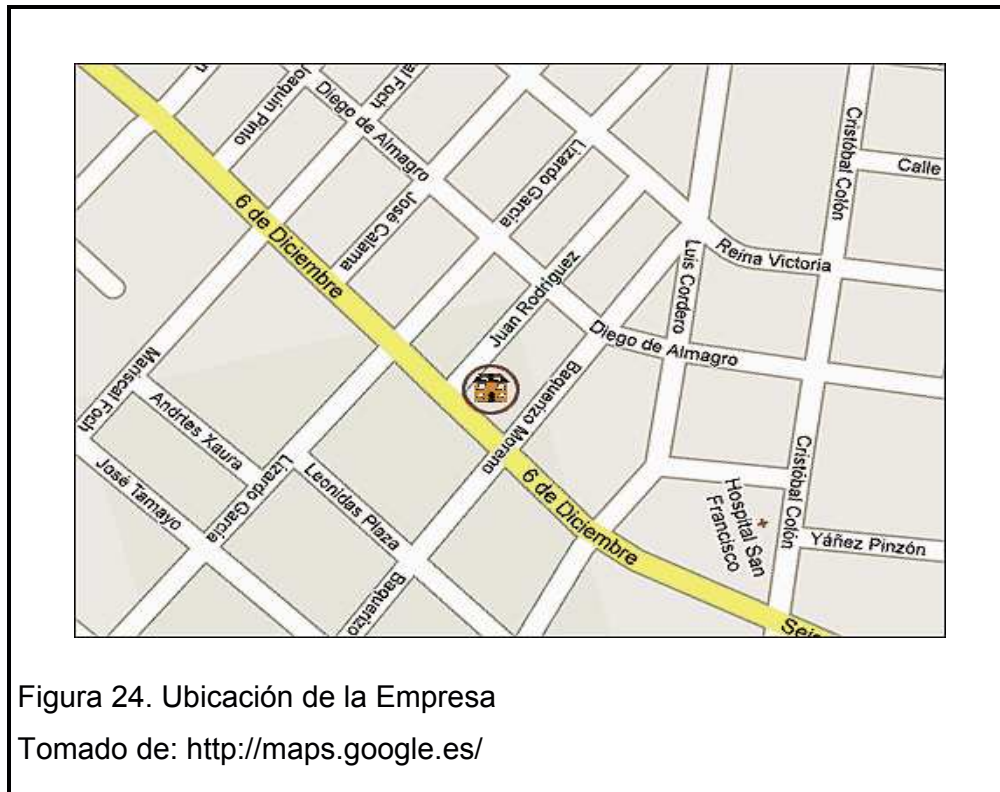 Joaquín Pinto
Mariscal Foch
Diego de Almagro
Lizardo García
José Calama
6 de Diciembre
Juan Rodríguez
Cristóbal Colón
Calle
Luis Cordero
Reina Victoria
Diego de Almagro
Mariscal Foch
Andries Xaura
José Tamayo
Lizardo García
Leonidas Plaza
Baquerizo Moreno
6 de Diciembre
Hospital San
Francisco
Cristóbal Colón
Yáñez Pinzón
Baquerizo
Figura 24. Ubicación de la Empresa
Tomado de: http://maps.google.es/